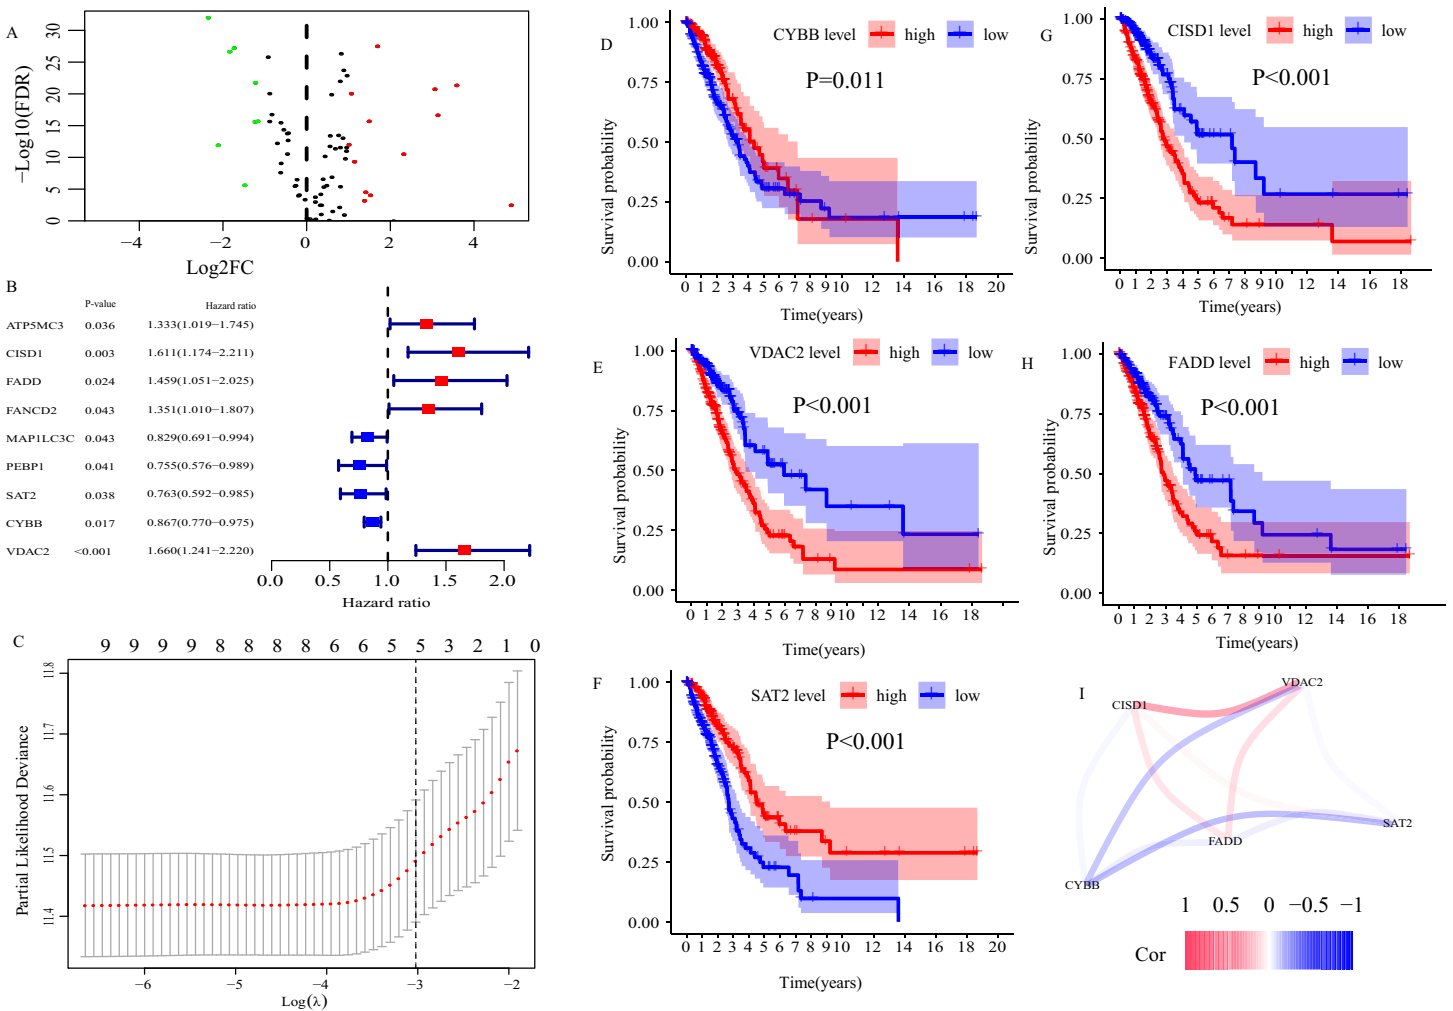 A
−Log10(FDR)
30
25
20
15
10
5
0
−4 −2 0 2 4
Log2FC
B
P-value Hazard ratio
ATP5MC3 0.036 1.333(1.019−1.745)
CISD1 0.003 1.611(1.174−2.211)
FADD 0.024 1.459(1.051−2.025)
FANCD2 0.043 1.351(1.010−1.807)
MAP1LC3C 0.043 0.829(0.691−0.994)
PEBP1 0.041 0.755(0.576−0.989)
SAT2 0.038 0.763(0.592−0.985)
CYBB 0.017 0.867(0.770−0.975)
VDAC2 <0.001 1.660(1.241−2.220)
0.0 0.5 1.0 1.5 2.0
Hazard ratio
C
9 9 9 9 8 8 8 8 6 6 5 5 3 2 1 0
Partial Likelihood Deviance
11.8
11.7
11.6
11.5
11.4
−6 −5 −4 −3 −2
Log(λ)
D
CYBB level high low
P=0.011
Survival probability
1.00
0.75
0.50
0.25
0.00
0 1 2 3 4 5 6 7 8 9 10 12 14 16 18 20
Time(years)
E
VDAC2 level high low
P<0.001
Survival probability
1.00
0.75
0.50
0.25
0.00
0 1 2 3 4 5 6 7 8 9 10 12 14 16 18
Time(years)
F
SAT2 level high low
P<0.001
Survival probability
1.00
0.75
0.50
0.25
0.00
0 1 2 3 4 5 6 7 8 9 10 12 14 16 18 20
Time(years)
G
CISD1 level high low
P<0.001
Survival probability
1.00
0.75
0.50
0.25
0.00
0 1 2 3 4 5 6 7 8 9 10 12 14 16 18
Time(years)
H
FADD level high low
P<0.001
Survival probability
1.00
0.75
0.50
0.25
0.00
0 1 2 3 4 5 6 7 8 9 10 12 14 16 18
Time(years)
I
VDAC2
CISD1
SAT2
FADD
CYBB
1 0.5 0 −0.5 −1
Cor